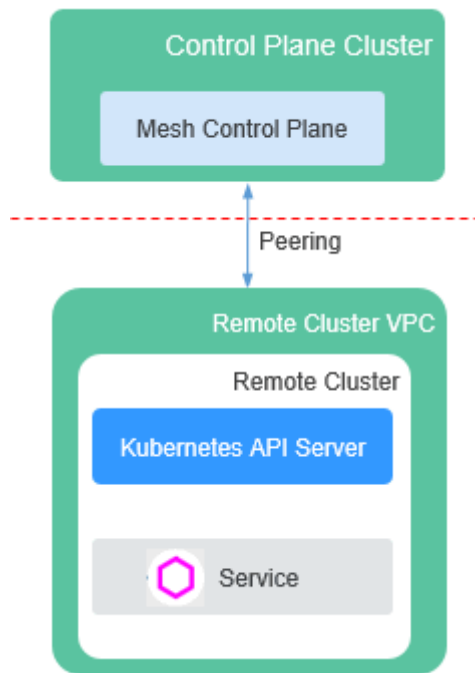 Control Plane Cluster
Mesh Control Plane
Peering
Remote Cluster VPC
Remote Cluster
Kubernetes API Server
Service